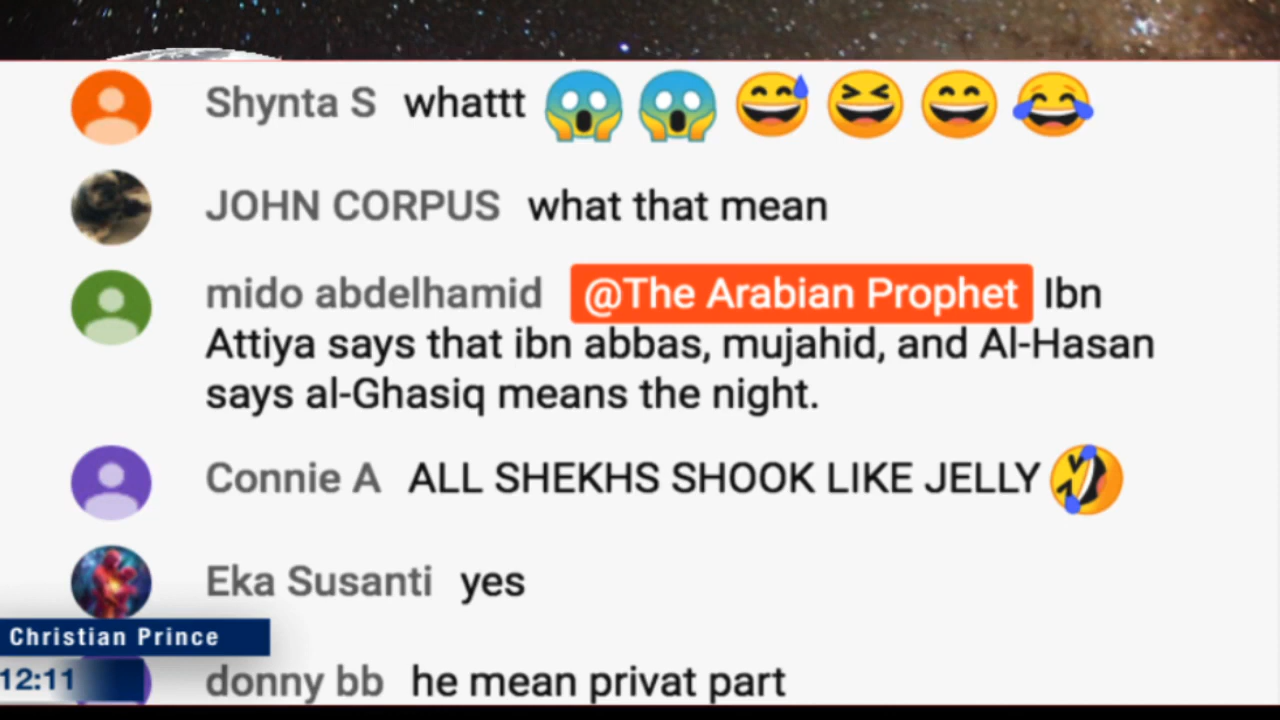 Shynta S whattt 😱 😱 😅 😆 😄 😂
JOHN CORPUS what that mean
mido abdelhamid @The Arabian Prophet Ibn
Attiya says that ibn abbas, mujahid, and Al-Hasan
says al-Ghasiq means the night.
Connie A ALL SHEKHS SHOOK LIKE JELLY 🤣
Eka Susanti yes
Christian Prince
12:11
donny bb he mean privat part